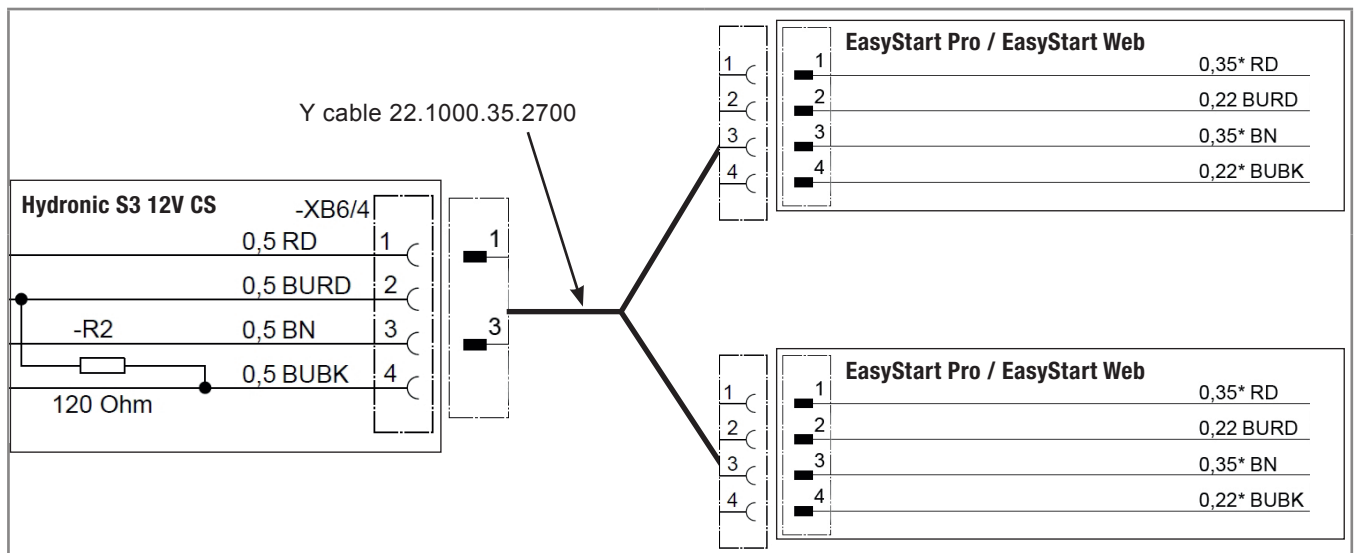 EasyStart Pro / EasyStart Web
1 1 0,35* RD
2 2 0,22 BURD
3 3 0,35* BN
4 4 0,22* BUBK
Y cable 22.1000.35.2700
Hydronic S3 12V CS -XB6/4
0,5 RD 1 1
0,5 BURD 2
-R2 0,5 BN 3 3
0,5 BUBK 4
120 Ohm
EasyStart Pro / EasyStart Web
1 1 0,35* RD
2 2 0,22 BURD
3 3 0,35* BN
4 4 0,22* BUBK